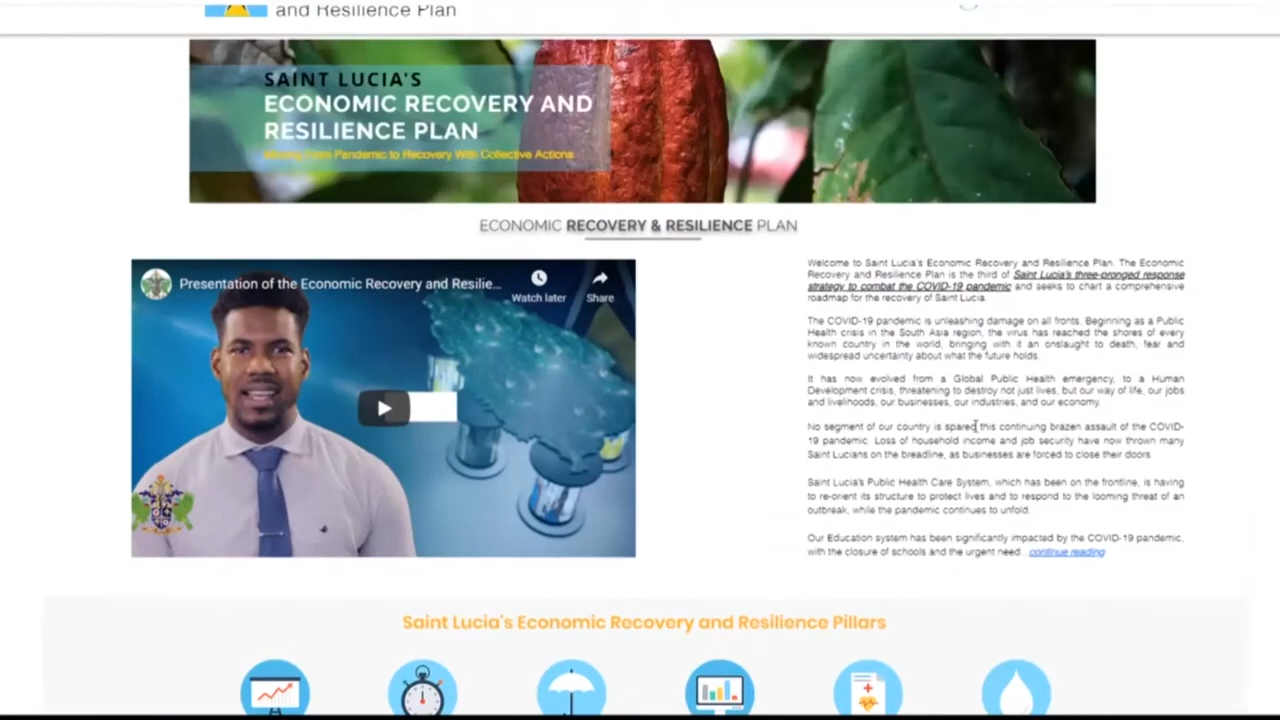 and Resilience Plan
SAINT LUCIA'S
ECONOMIC RECOVERY AND
RESILIENCE PLAN
Pandemic to Recovery With Collective Actions
ECONOMIC RECOVERY & RESILIENCE PLAN
Presentation of the Economic Recovery and Resilie...
Watch later
Share
Welcome to Saint Lucia's Economic Recovery and Resilience Plan. The Economic
Recovery and Resilience Plan is the third of Saint Lucia's three-pronged response
strategy to combat the COVID-19 pandemic and seeks to chart a comprehensive
roadmap for the recovery of Saint Lucia.
The COVID-19 pandemic is unleashing damage on all fronts. Beginning as a Public
Health crisis in the South Asia region, the virus has reached the shores of every
known country in the world, bringing with it an onslaught to death, fear and
widespread uncertainty about what the future holds.
It has now evolved from a Global Public Health emergency, to a Human
Development crisis, threatening to destroy not just lives, but our way of life, our jobs
and livelihoods, our businesses, our industries, and our economy.
No segment of our country is spared this continuing brazen assault of the COVID-
19 pandemic. Loss of household income and job security have now thrown many
Saint Lucians on the breadline, as businesses are forced to close their doors.
Saint Lucia's Public Health Care System, which has been on the frontline, is having
to re-orient its structure to protect lives and to respond to the looming threat of an
outbreak, while the pandemic continues to unfold.
Our Education system has been significantly impacted by the COVID-19 pandemic,
with the closure of schools and the urgent need... continue reading
Saint Lucia's Economic Recovery and Resilience Pillars